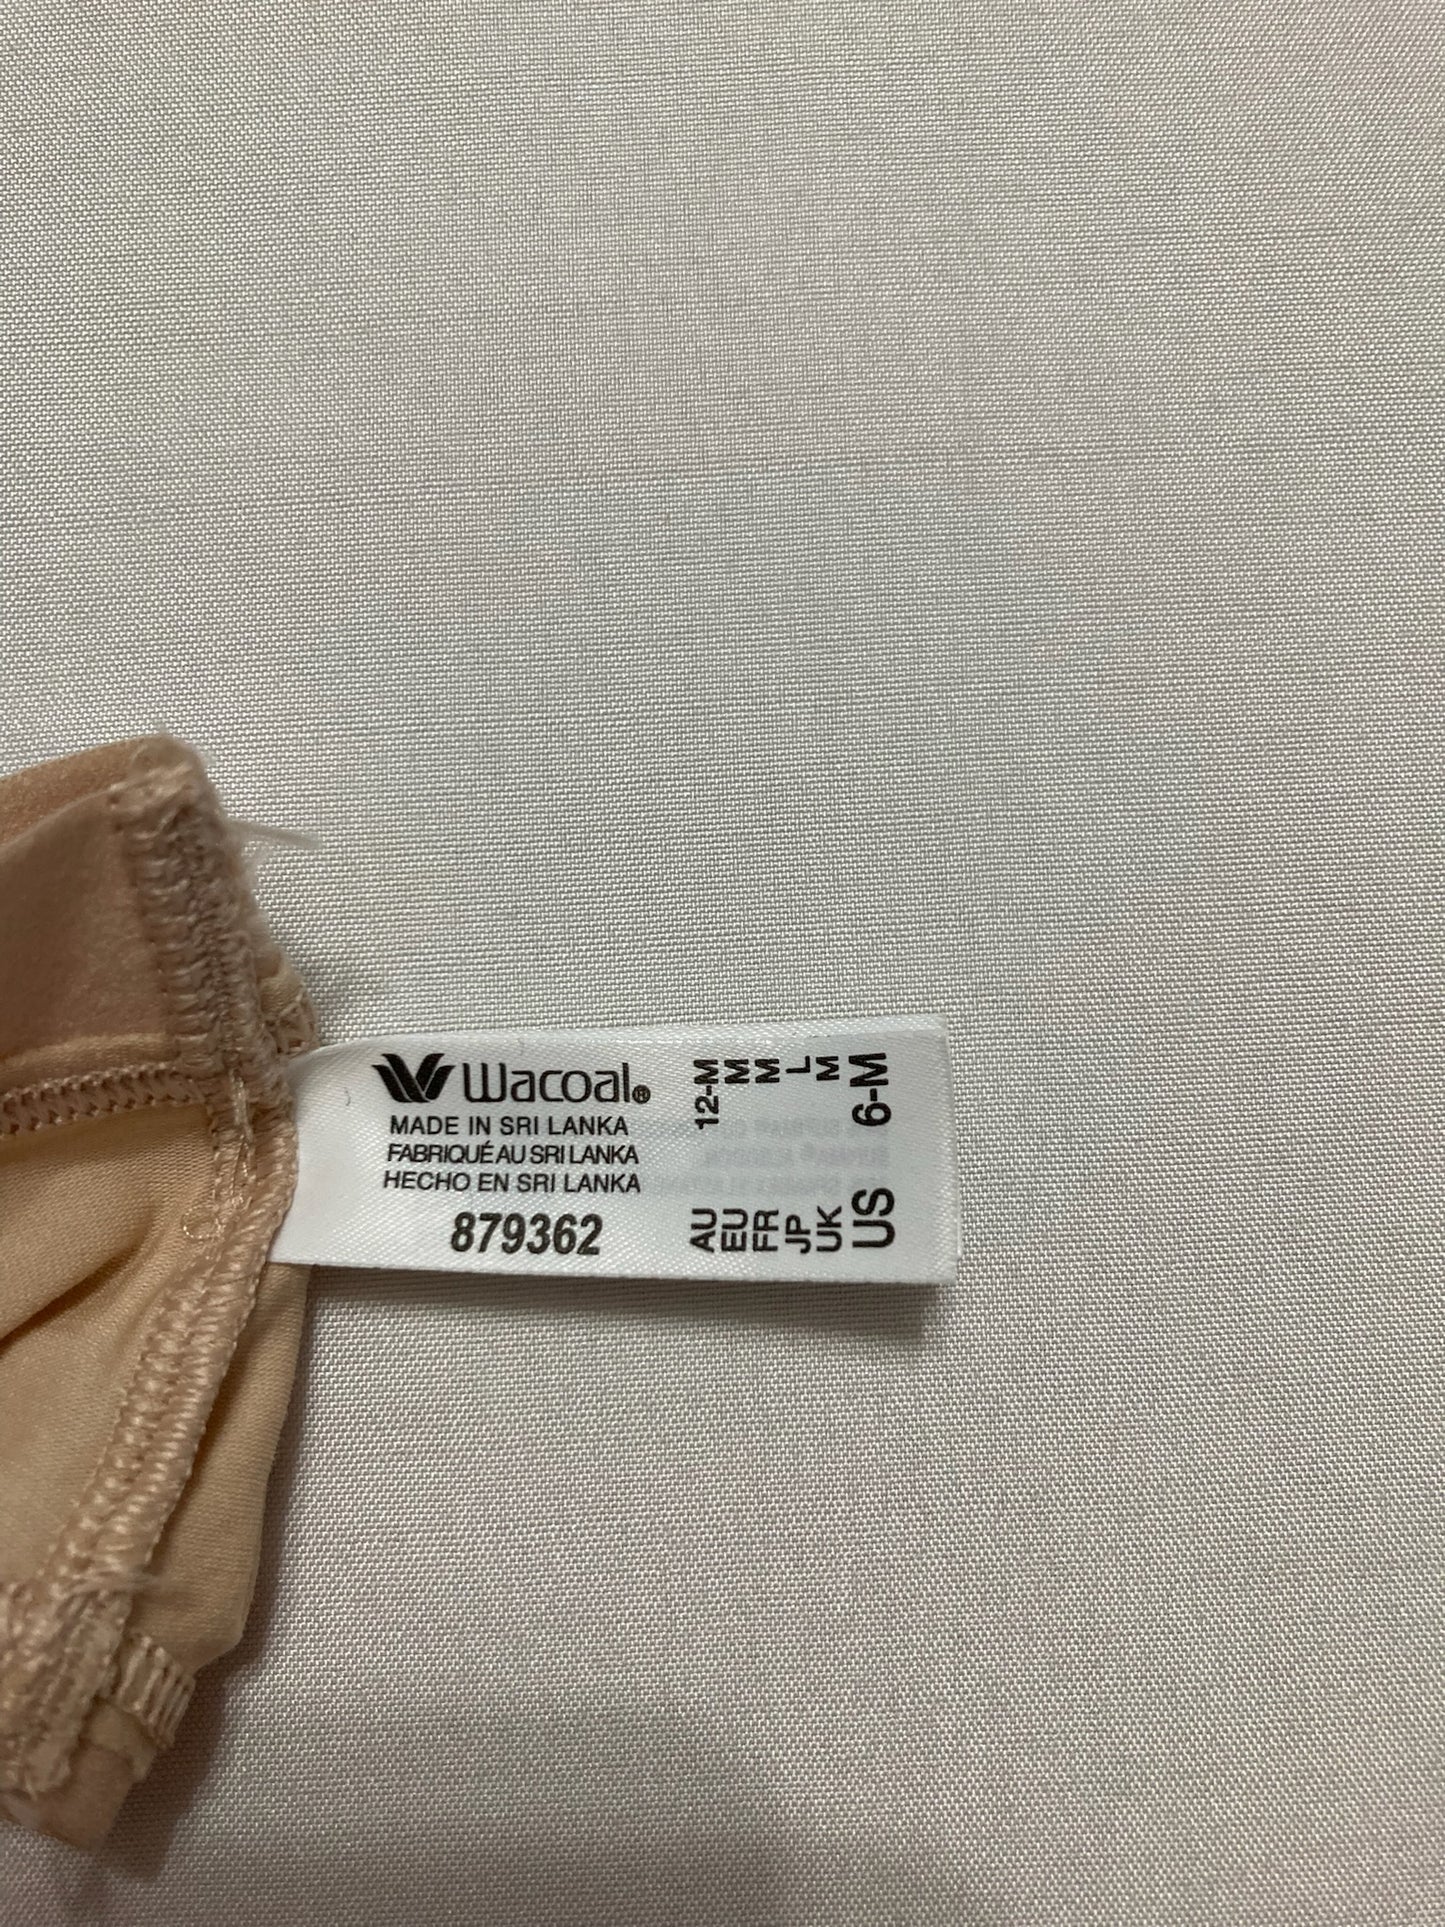 Wacoal®
MADE IN SRI LANKA
FABRIQUÉ AU SRI LANKA
HECHO EN SRI LANKA
879362
AU 12-M
EU M
FR M
JP L
UK M
US 6-M